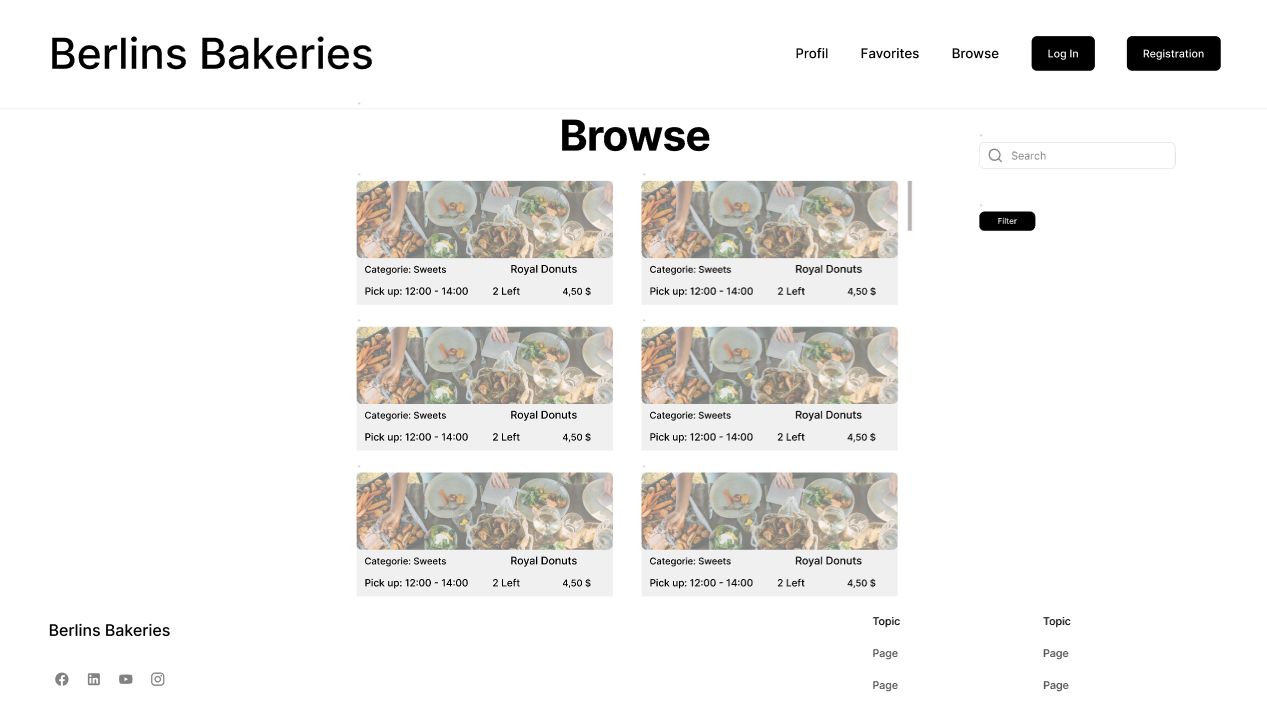 Berlins Bakeries
Profil Favorites Browse Log In Registration
Browse
Search
Filter
Categorie: Sweets Royal Donuts
Pick up: 12:00 - 14:00 2 Left 4,50 $
Categorie: Sweets Royal Donuts
Pick up: 12:00 - 14:00 2 Left 4,50 $
Categorie: Sweets Royal Donuts
Pick up: 12:00 - 14:00 2 Left 4,50 $
Categorie: Sweets Royal Donuts
Pick up: 12:00 - 14:00 2 Left 4,50 $
Categorie: Sweets Royal Donuts
Pick up: 12:00 - 14:00 2 Left 4,50 $
Categorie: Sweets Royal Donuts
Pick up: 12:00 - 14:00 2 Left 4,50 $
Berlins Bakeries
Topic
Page
Page
Topic
Page
Page